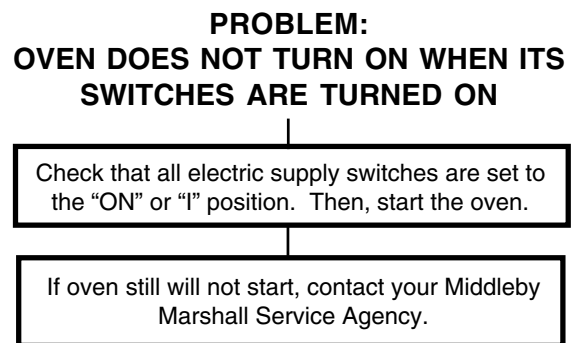 PROBLEM:
OVEN DOES NOT TURN ON WHEN ITS
SWITCHES ARE TURNED ON
Check that all electric supply switches are set to
the “ON” or “I” position. Then, start the oven.
If oven still will not start, contact your Middleby
Marshall Service Agency.